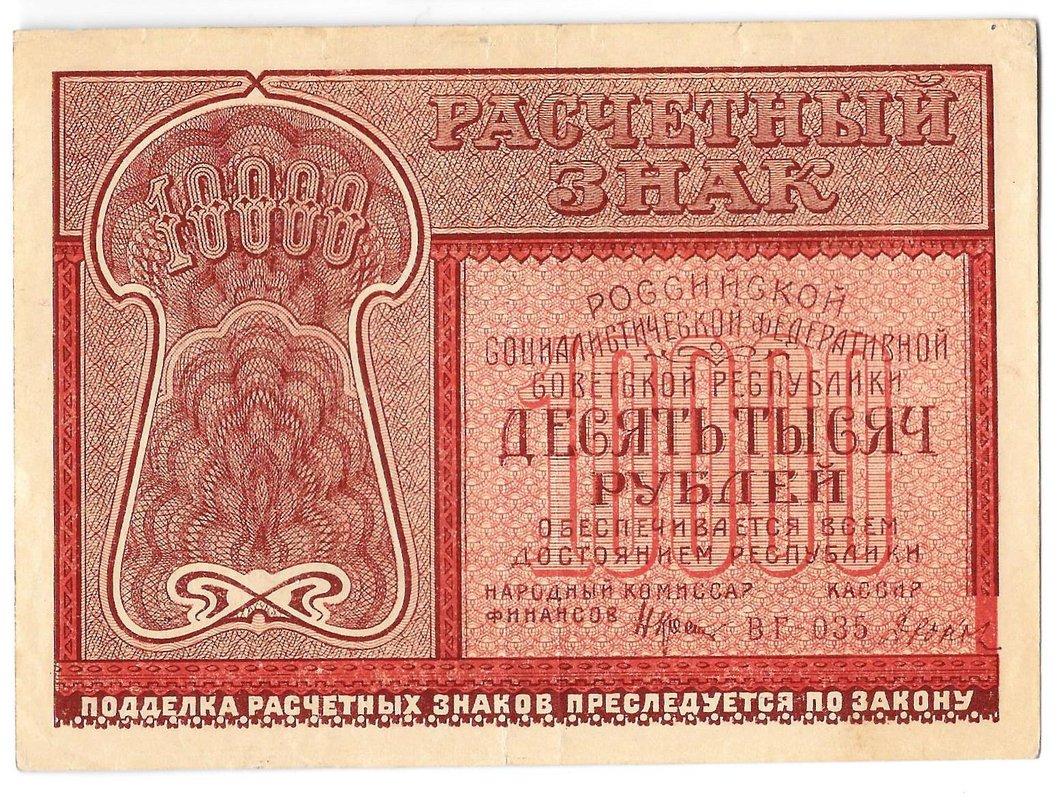 РАСЧЕТНЫЙ
ЗНАК
10000
РОССИЙСКОЙ
СОЦИАЛИСТИЧЕСКОЙ ФЕДЕРАТИВНОЙ
СОВЕТСКОЙ РЕСПУБЛИКИ
10000
ДЕСЯТЬ ТЫСЯЧ
РУБЛЕЙ
ОБЕСПЕЧИВАЕТСЯ ВСЕМ
ДОСТОЯНИЕМ РЕСПУБЛИКИ
НАРОДНЫЙ КОМИССАР КАССИР
ФИНАНСОВ ВГ-035
ПОДДЕЛКА РАСЧЕТНЫХ ЗНАКОВ ПРЕСЛЕДУЕТСЯ ПО ЗАКОНУ